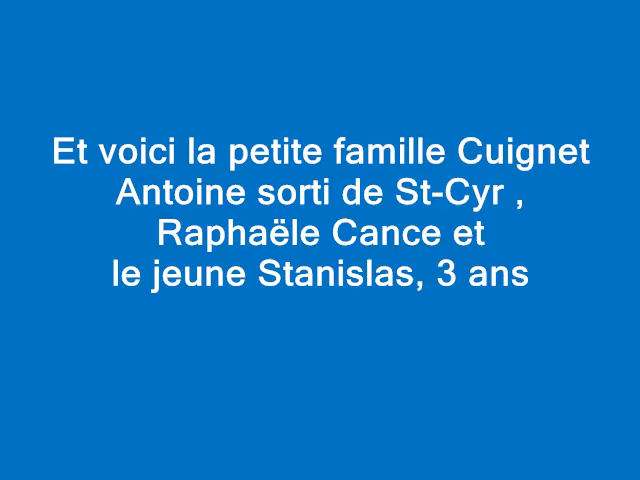 Et voici la petite famille Cuignet
Antoine sorti de St-Cyr ,
Raphaële Cance et
le jeune Stanislas, 3 ans